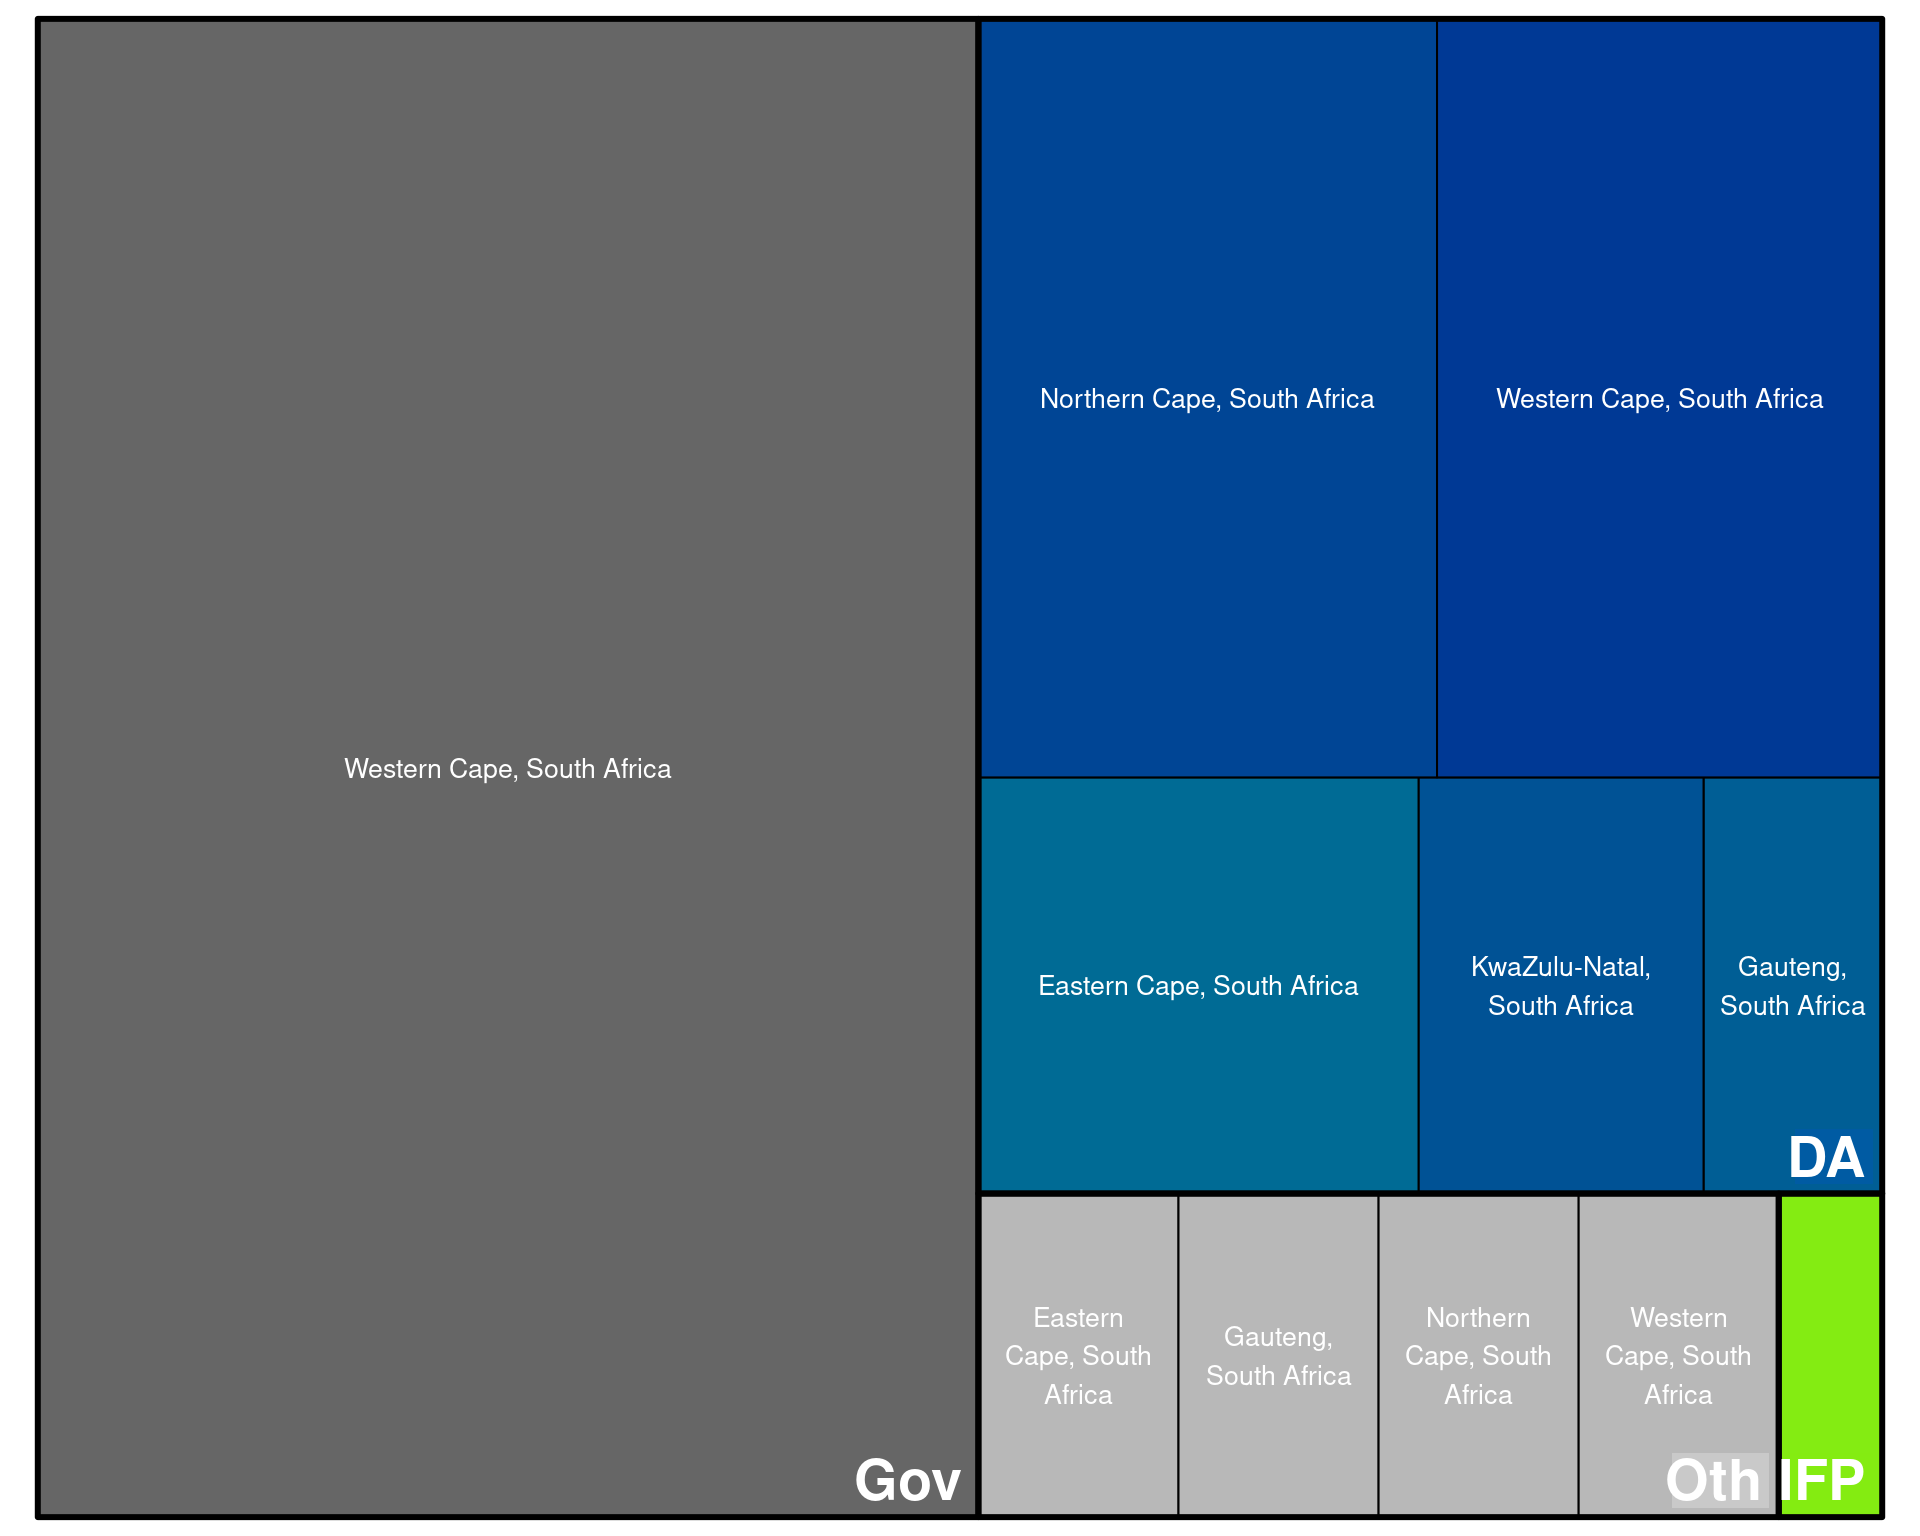 Western Cape, South Africa
Gov
Northern Cape, South Africa
Western Cape, South Africa
Eastern Cape, South Africa
KwaZulu-Natal,
South Africa
Gauteng,
South Africa
DA
Eastern
Cape, South
Africa
Gauteng,
South Africa
Northern
Cape, South
Africa
Western
Cape, South
Africa
Oth
IFP